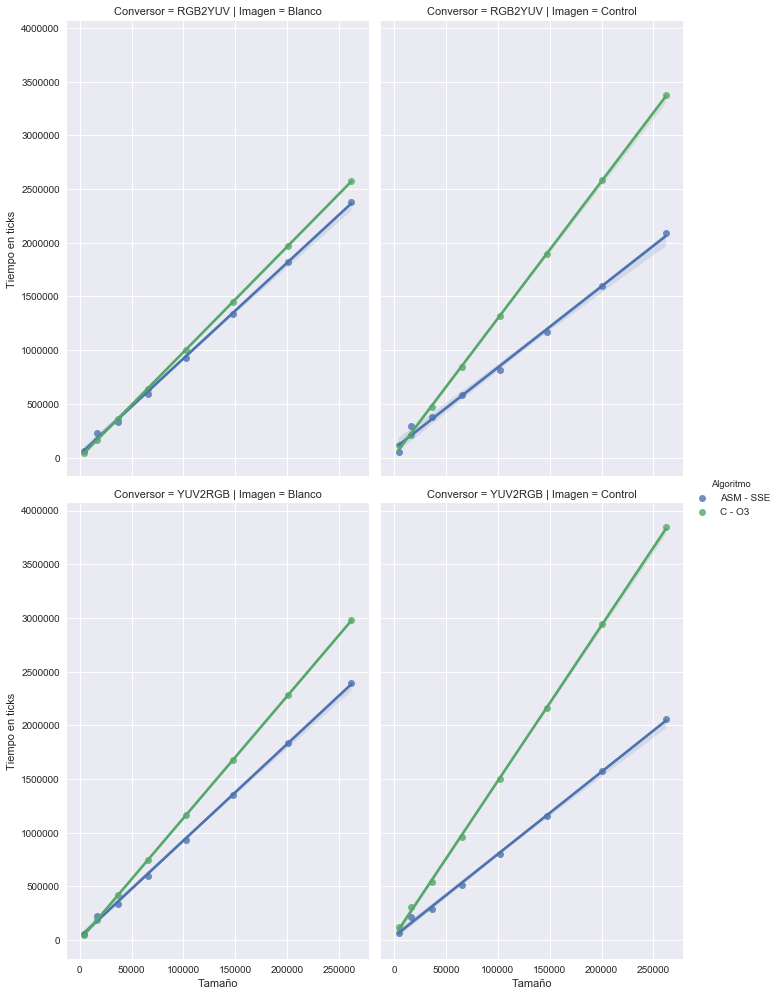 Conversor = RGB2YUV | Imagen = Blanco
Conversor = RGB2YUV | Imagen = Control
4000000
3500000
3000000
2500000
2000000
1500000
1000000
500000
0
Tiempo en ticks
Conversor = YUV2RGB | Imagen = Blanco
Conversor = YUV2RGB | Imagen = Control
4000000
3500000
3000000
2500000
2000000
1500000
1000000
500000
0
Tiempo en ticks
0 50000 100000 150000 200000 250000
0 50000 100000 150000 200000 250000
Tamaño
Tamaño
Algoritmo
ASM - SSE
C - O3